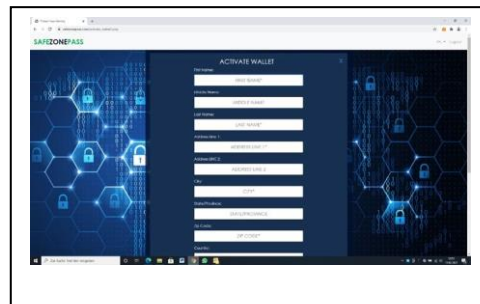 SAFEZONEPASS
ACTIVATE WALLET
First Name:
FIRST NAME*
Middle Name:
MIDDLE NAME
Last Name:
LAST NAME*
Address Line 1:
ADDRESS LINE 1*
Address Line 2:
ADDRESS LINE 2
City:
CITY*
State/Province:
STATE/PROVINCE
Zip Code:
ZIP CODE*
Country: